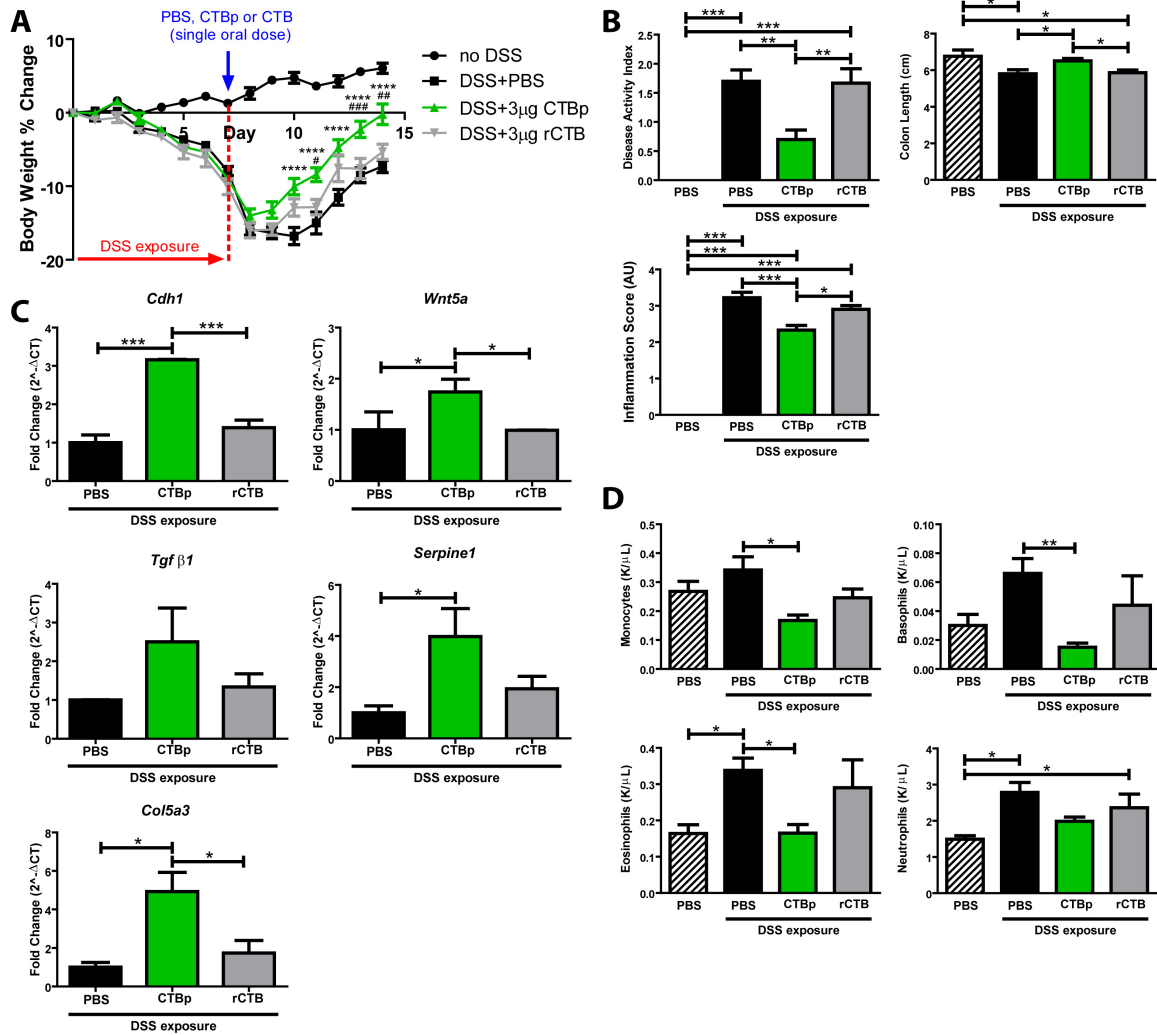 A
PBS, CTBp or CTB
(single oral dose)
10
0
-10
-20
Body Weight % Change
5
Day
10
15
DSS exposure
no DSS
DSS+PBS
DSS+3μg CTBp
DSS+3μg rCTB
****
**** #
****
**** ###
**** ##
B
Disease Activity Index
2.5
2.0
1.5
1.0
0.5
0.0
***
***
**
**
PBS PBS CTBp rCTB
DSS exposure
Colon Length (cm)
8
6
4
2
0
*
*
*
*
PBS PBS CTBp rCTB
DSS exposure
Inflammation Score (AU)
4
3
2
1
0
***
***
***
***
*
PBS PBS CTBp rCTB
DSS exposure
C
Cdh1
Fold Change (2^-ΔCT)
4
3
2
1
0
***
***
PBS CTBp rCTB
DSS exposure
Wnt5a
Fold Change (2^-ΔCT)
3
2
1
0
*
*
PBS CTBp rCTB
DSS exposure
Tgf β1
Fold Change (2^-ΔCT)
4
3
2
1
0
PBS CTBp rCTB
DSS exposure
Serpine1
Fold Change (2^-ΔCT)
6
4
2
0
*
PBS CTBp rCTB
DSS exposure
Col5a3
Fold Change (2^-ΔCT)
8
6
4
2
0
*
*
PBS CTBp rCTB
DSS exposure
D
Monocytes (K/μL)
0.5
0.4
0.3
0.2
0.1
0.0
*
PBS PBS CTBp rCTB
DSS exposure
Basophils (K/μL)
0.10
0.08
0.06
0.04
0.02
0.00
**
PBS PBS CTBp rCTB
DSS exposure
Eosinophils (K/μL)
0.4
0.3
0.2
0.1
0.0
*
*
PBS PBS CTBp rCTB
DSS exposure
Neutrophils (K/μL)
4
3
2
1
0
*
*
PBS PBS CTBp rCTB
DSS exposure